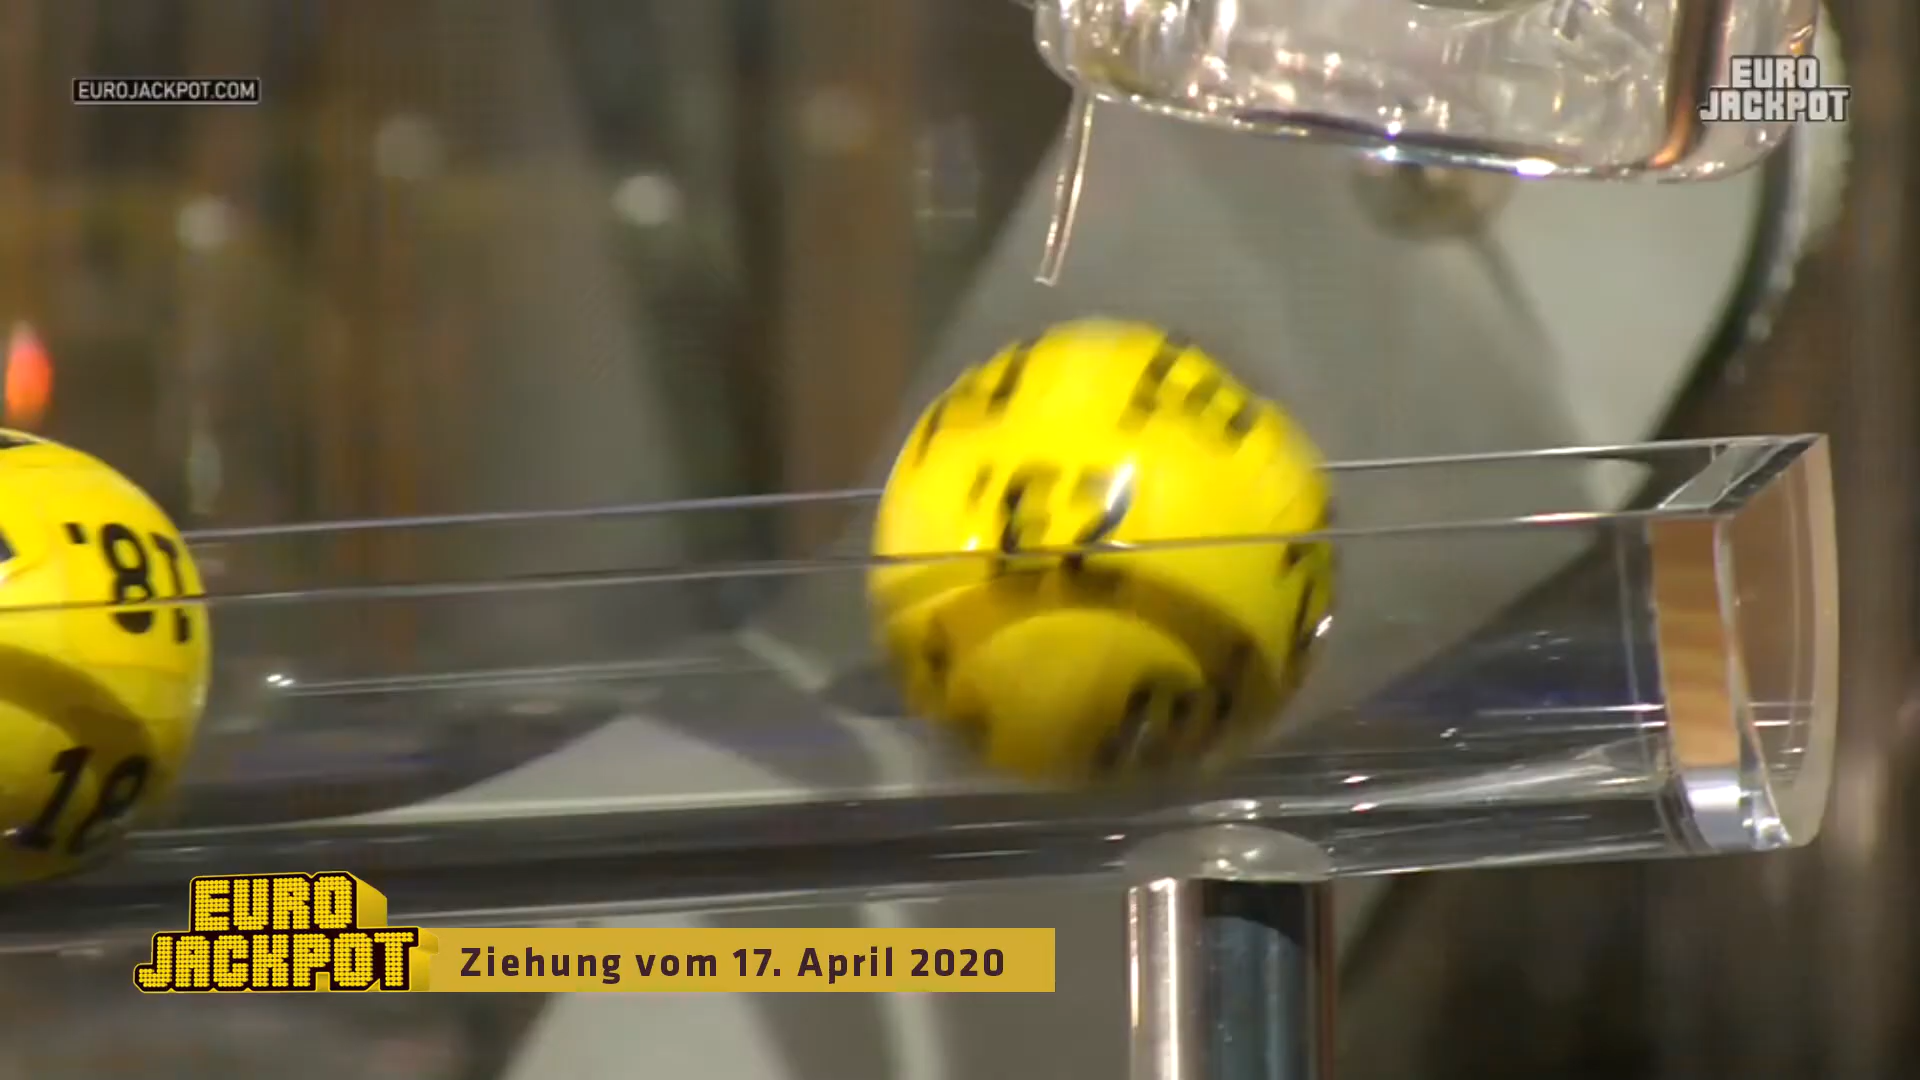 EUROJACKPOT.COM
EURO
JACKPOT
18.
18
EURO
JACKPOT
Ziehung vom 17. April 2020